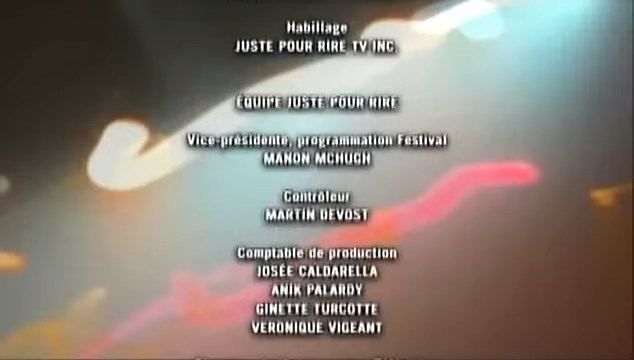 Habillage
JUSTE POUR RIRE TV INC.
ÉQUIPE JUSTE POUR RIRE
Vice-présidente, programmation Festival
MANON MCHUGH
Contrôleur
MARTIN DEVOST
Comptable de production
JOSÉE CALDARELLA
ANIK PALARDY
GINETTE TURCOTTE
VERONIQUE VIGEANT